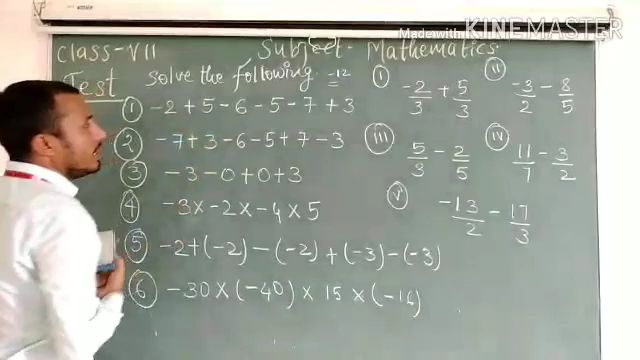 Made with KINEMASTER
Class-VII Subject- Mathematics
Test Solve the following -12
① -2 + 5 - 6 - 5 - 7 + 3
② -7 + 3 - 6 - 5 + 7 - 3
③ -3 - 0 + 0 + 3
④ -3 × -2 × -4 × 5
⑤ -2 + (-2) - (-2) + (-3) - (-3)
⑥ -30 × (-40) × 15 × (-16)
ⓘ -2/3 + 5/3
ⓘⓘ -3/2 - 8/5
ⓘⓘⓘ 5/3 - 2/5
ⓘⓥ 11/7 - 3/2
ⓥ -13/2 - 17/3